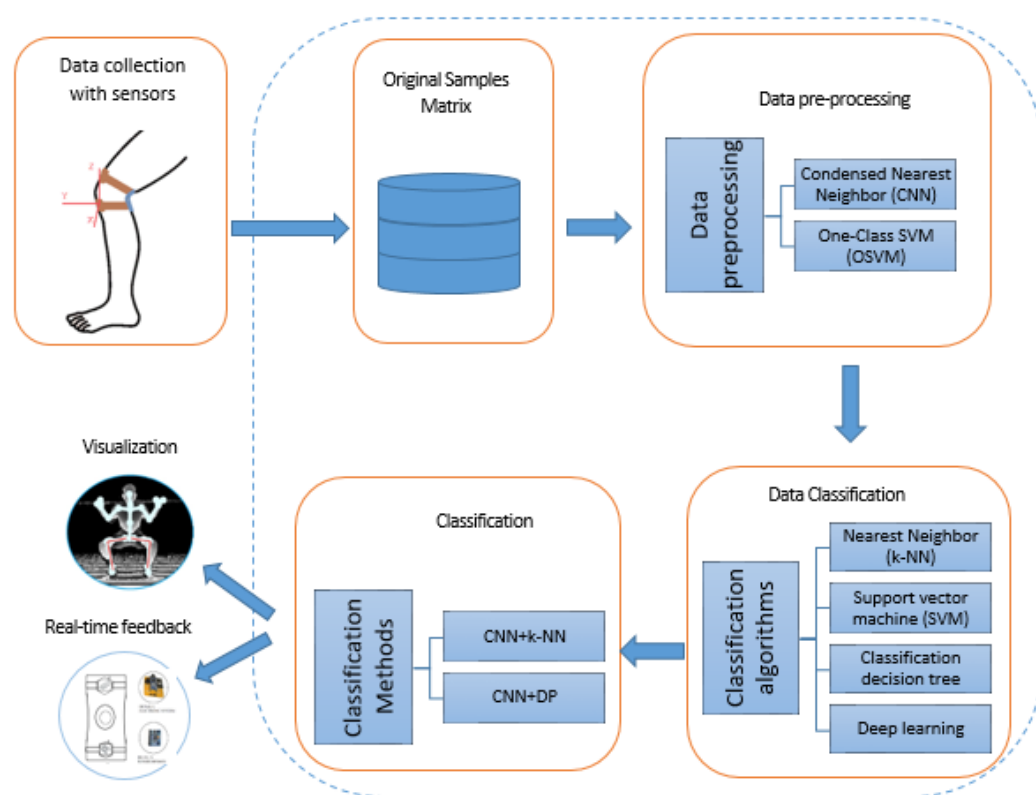 Data collection
with sensors
Z
Y
Original Samples
Matrix
Data pre-processing
Data
preprocessing
Condensed Nearest
Neighbor (CNN)
One-Class SVM
(OSVM)
Data Classification
Classification
algorithms
Nearest Neighbor
(k-NN)
Support vector
machine (SVM)
Classification
decision tree
Deep learning
Classification
Classification
Methods
CNN+k-NN
CNN+DP
Visualization
Real-time feedback